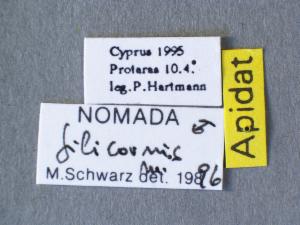 Cyprus 1995
Protaras 10.4.
leg. P. Hartmann
Apidat
NOMADA
filicornis ♂
m.
M.Schwarz det. 1996